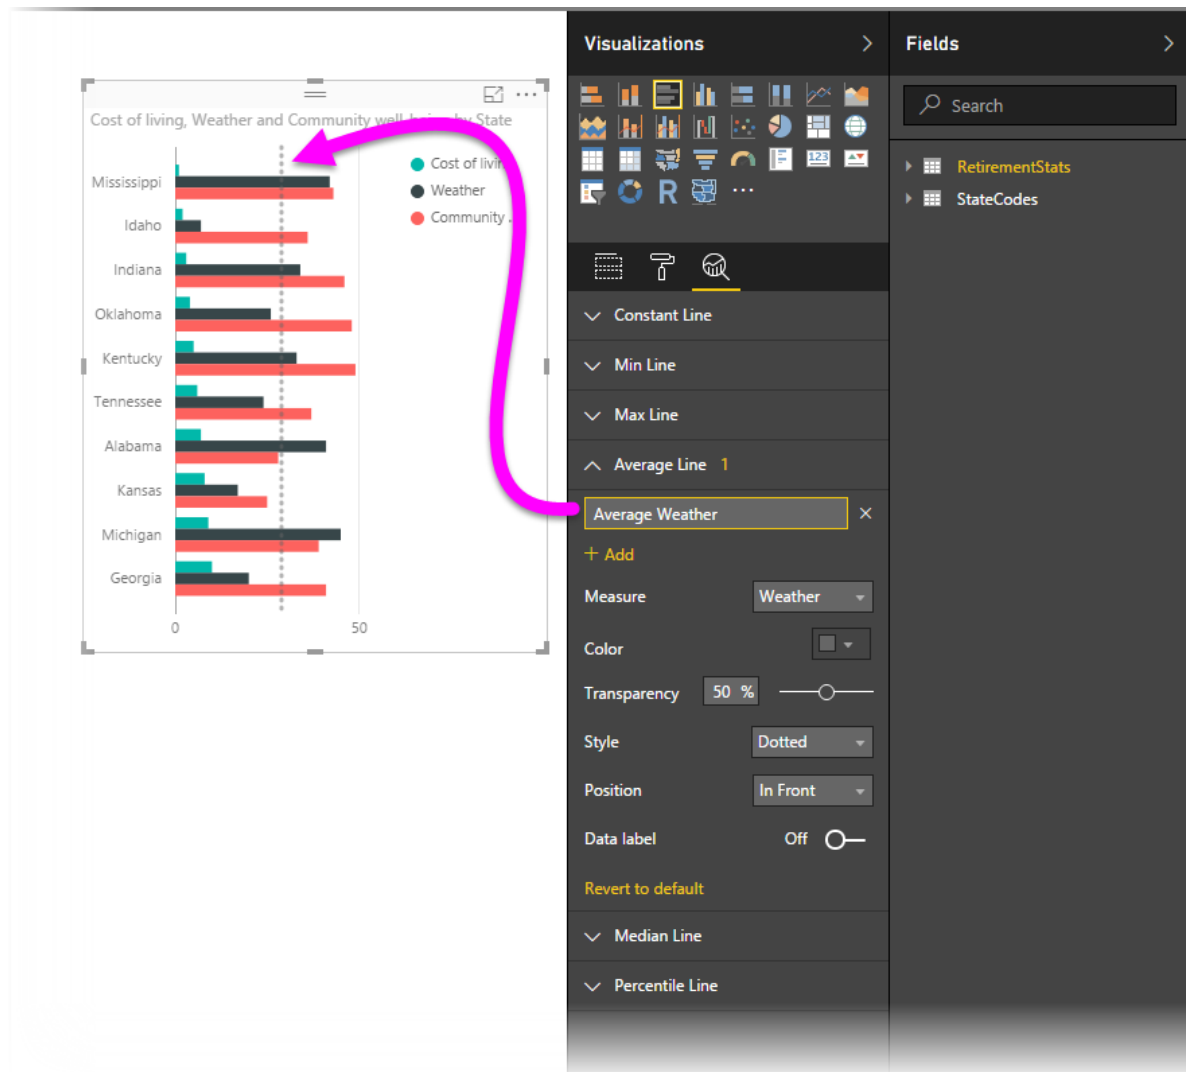 Cost of living, Weather and Community well-being by State
Cost of livin
Weather
Community .
Mississippi
Idaho
Indiana
Oklahoma
Kentucky
Tennessee
Alabama
Kansas
Michigan
Georgia
0 50
Visualizations
R
123
Constant Line
Min Line
Max Line
Average Line 1
Average Weather
+ Add
Measure Weather
Color
Transparency 50 %
Style Dotted
Position In Front
Data label Off
Revert to default
Median Line
Percentile Line
Fields
Search
RetirementStats
StateCodes